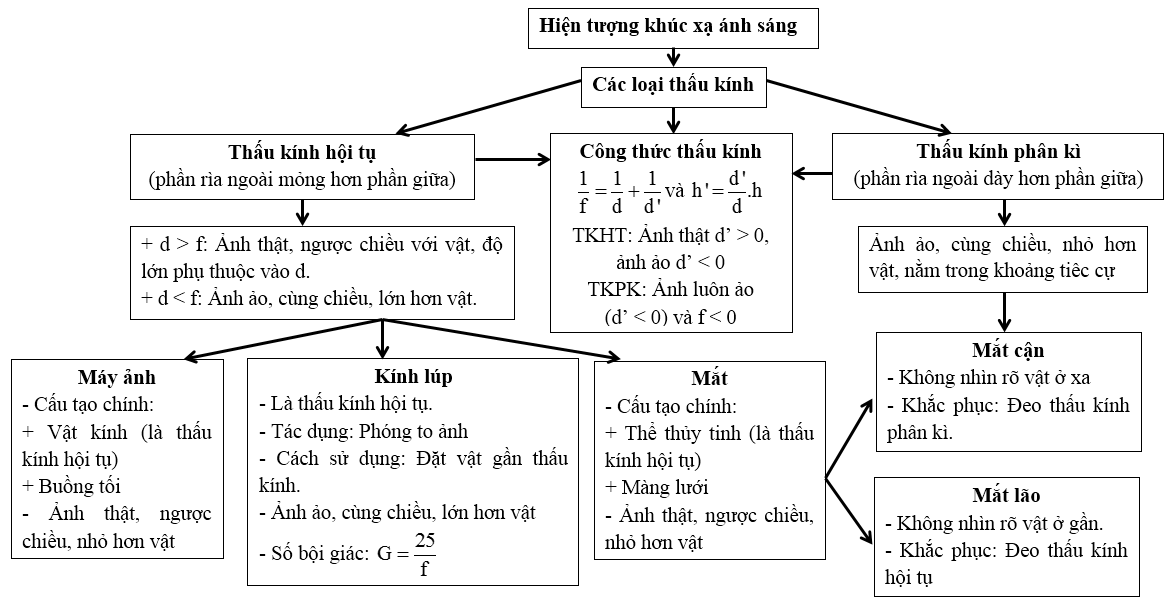 Hiện tượng khúc xạ ánh sáng
Các loại thấu kính
Thấu kính hội tụ
(phần rìa ngoài mỏng hơn phần giữa)
Công thức thấu kính
1/f = 1/d + 1/d' và h' = d'/d .h
TKHT: Ảnh thật d’ > 0,
ảnh ảo d’ < 0
TKPK: Ảnh luôn ảo
(d’ < 0) và f < 0
Thấu kính phân kì
(phần rìa ngoài dày hơn phần giữa)
+ d > f: Ảnh thật, ngược chiều với vật, độ
lớn phụ thuộc vào d.
+ d < f: Ảnh ảo, cùng chiều, lớn hơn vật.
Ảnh ảo, cùng chiều, nhỏ hơn
vật, nằm trong khoảng tiêc cự
Máy ảnh
- Cấu tạo chính:
+ Vật kính (là thấu
kính hội tụ)
+ Buồng tối
- Ảnh thật, ngược
chiều, nhỏ hơn vật
Kính lúp
- Là thấu kính hội tụ.
- Tác dụng: Phóng to ảnh
- Cách sử dụng: Đặt vật gần thấu
kính.
- Ảnh ảo, cùng chiều, lớn hơn vật
- Số bội giác: G = 25/f
Mắt
- Cấu tạo chính:
+ Thể thủy tinh (là thấu
kính hội tụ)
+ Màng lưới
- Ảnh thật, ngược chiều,
nhỏ hơn vật
Mắt cận
- Không nhìn rõ vật ở xa
- Khắc phục: Đeo thấu kính
phân kì.
Mắt lão
- Không nhìn rõ vật ở gần.
- Khắc phục: Đeo thấu kính
hội tụ